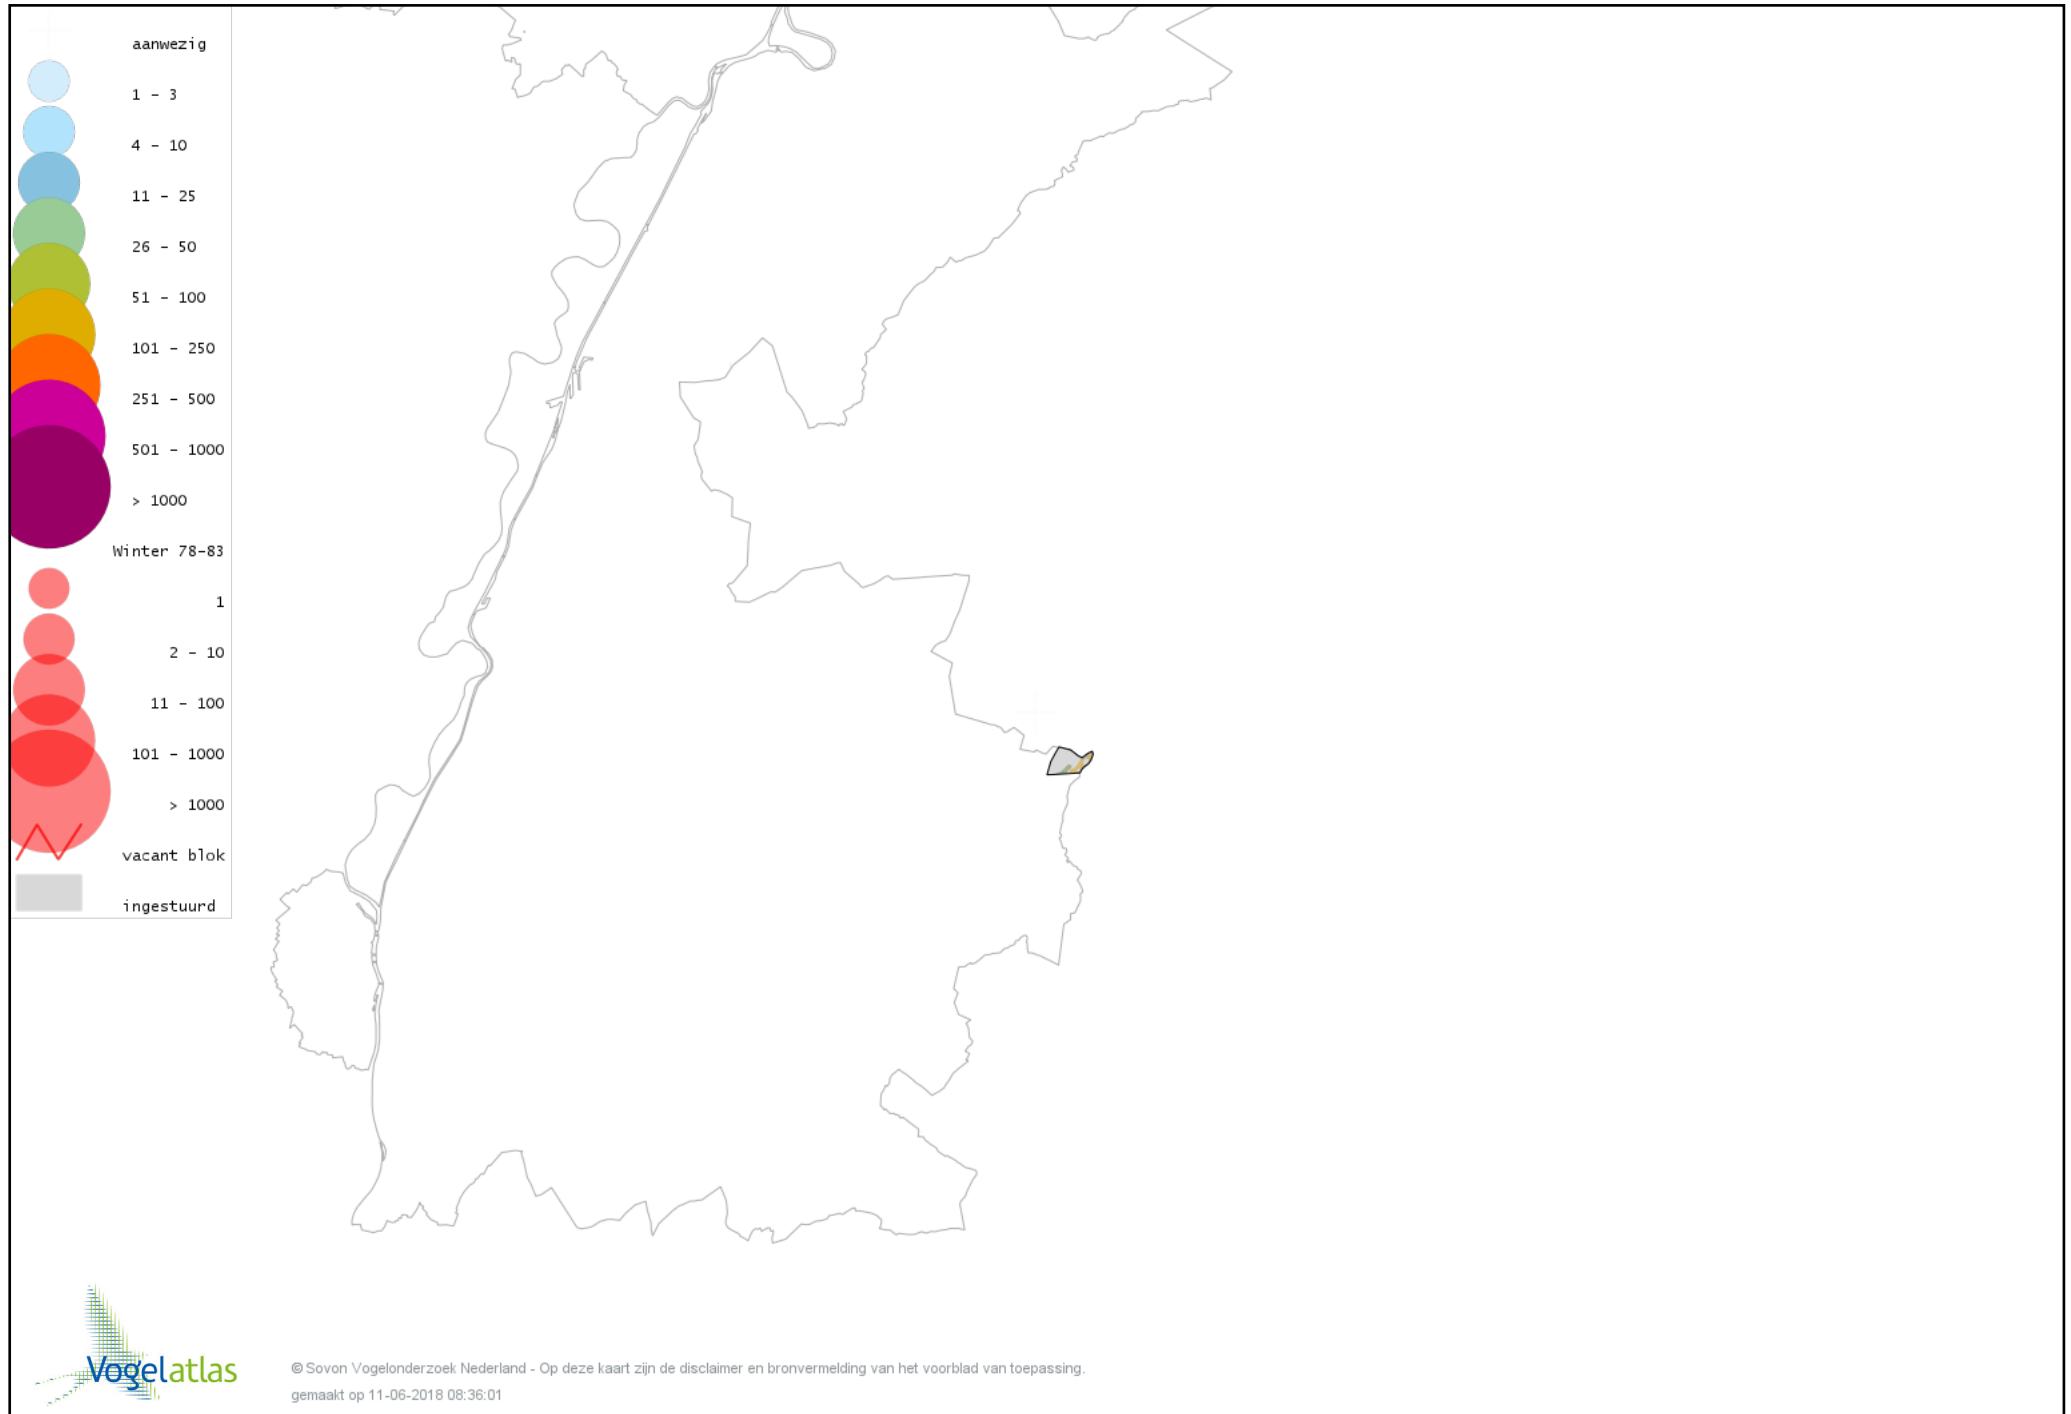 aanwezig
1 - 3
4 - 10
11 - 25
26 - 50
51 - 100
101 - 250
251 - 500
501 - 1000
> 1000
Winter 78-83
1
2 - 10
11 - 100
101 - 1000
> 1000
vacant blok
ingestuurd
Vogelatlas
© Sovon Vogelonderzoek Nederland - Op deze kaart zijn de disclaimer en bronvermelding van het voorblad van toepassing.
gemaakt op 11-06-2018 08:36:01